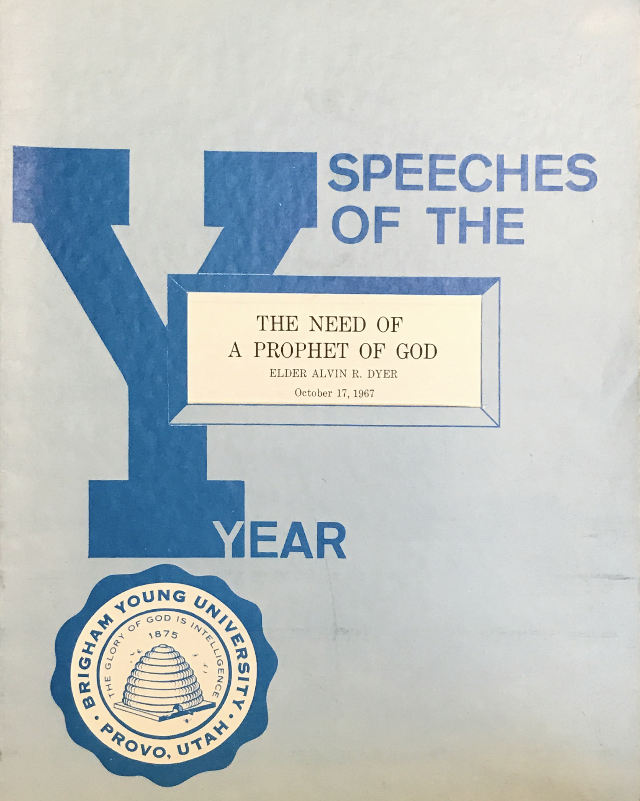 SPEECHES
OF THE
THE NEED OF
A PROPHET OF GOD
ELDER ALVIN R. DYER
October 17, 1967
YEAR
BRIGHAM YOUNG UNIVERSITY
THE GLORY OF GOD IS INTELLIGENCE
1875
• PROVO, UTAH •